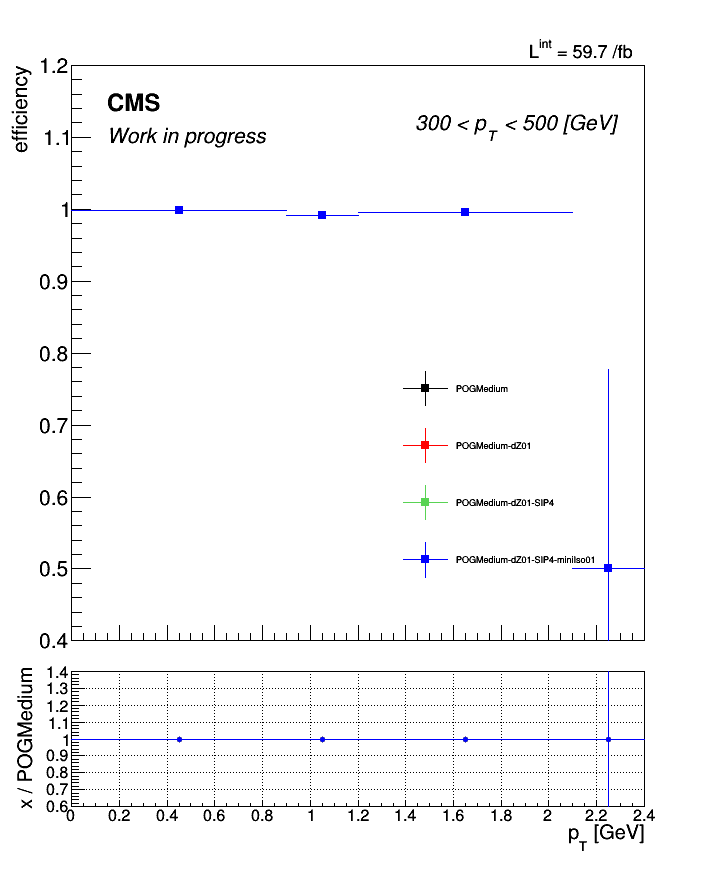 L^int = 59.7 /fb
efficiency
CMS
Work in progress
300 < p_T < 500 [GeV]
1.2
1.1
1
0.9
0.8
0.7
0.6
0.5
0.4
POGMedium
POGMedium-dZ01
POGMedium-dZ01-SIP4
POGMedium-dZ01-SIP4-miniIso01
x / POGMedium
1.4
1.3
1.2
1.1
1
0.9
0.8
0.7
0.6
0 0.2 0.4 0.6 0.8 1 1.2 1.4 1.6 1.8 2 2.2 2.4
p_T [GeV]